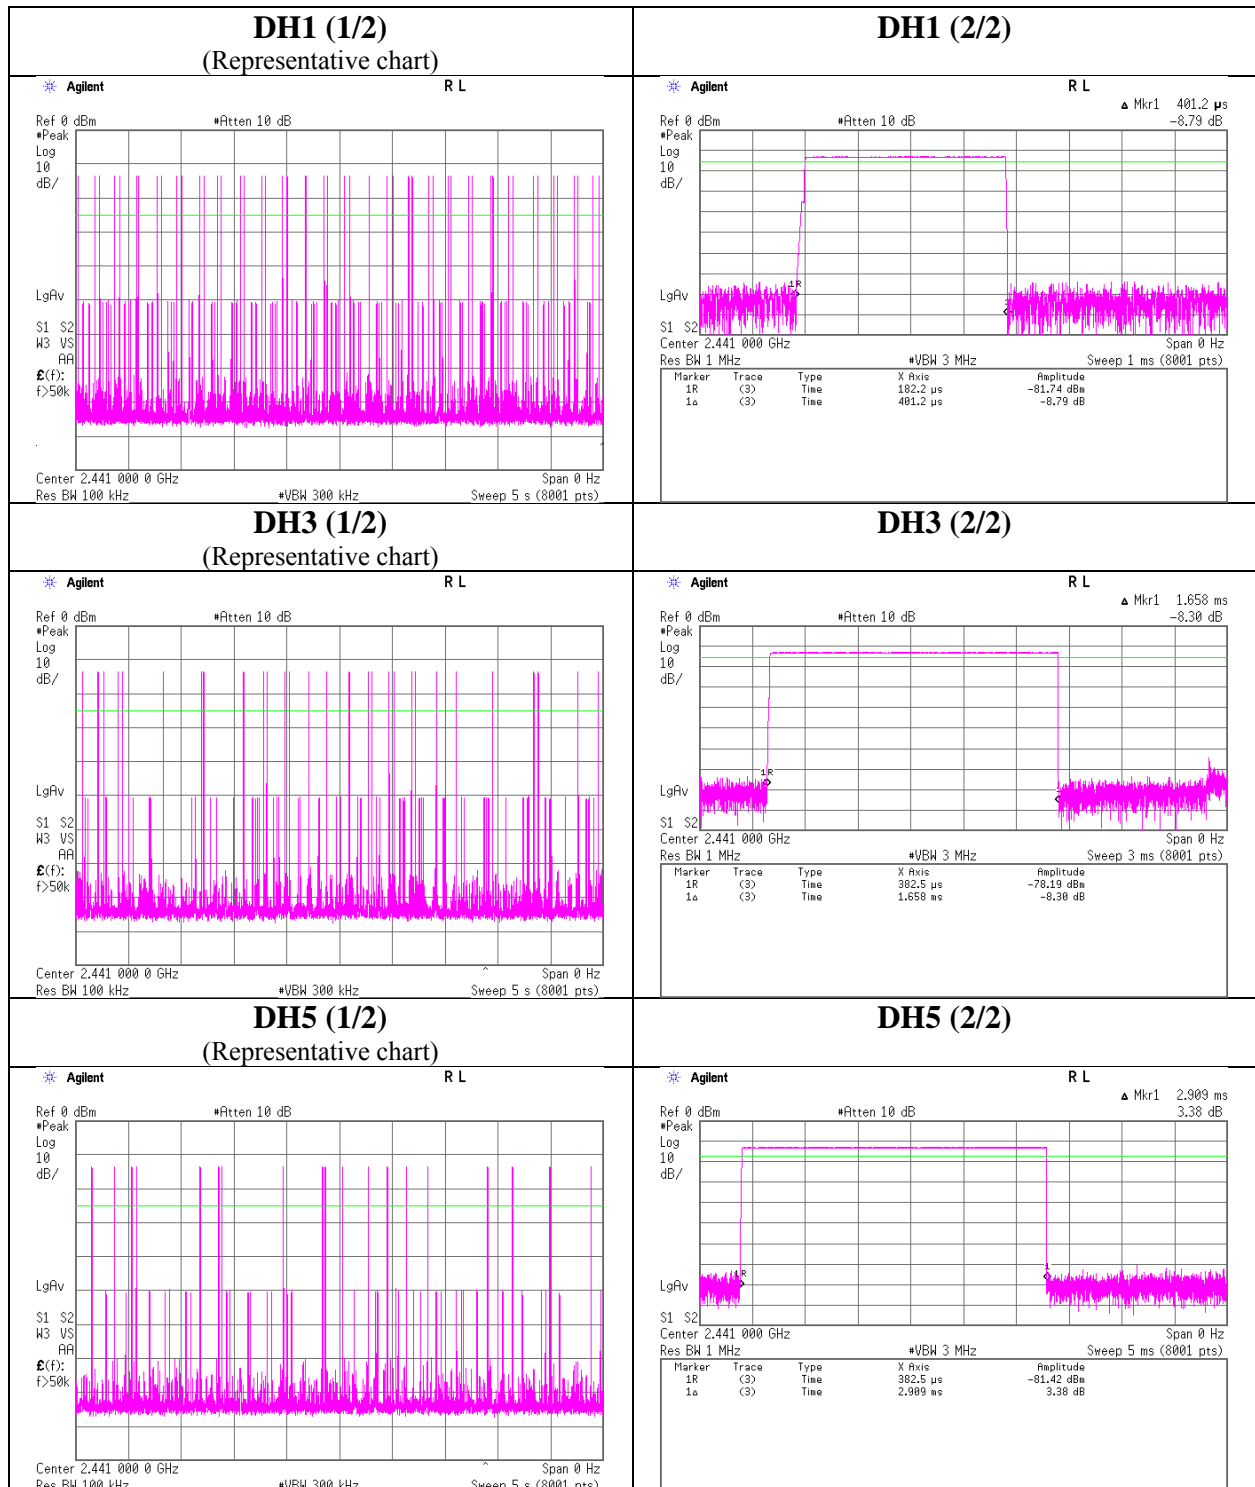 DH1 (1/2)
(Representative chart)
Agilent
R L
Ref 0 dBm
#Atten 10 dB
#Peak
Log
10
dB/
LgAv
S1 S2
W3 VS
AA
£(f):
f>50k
Center 2.441 000 0 GHz
Span 0 Hz
Res BW 100 kHz
#VBW 300 kHz
Sweep 5 s (8001 pts)
DH1 (2/2)
Agilent
R L
Δ Mkr1 401.2 µs
Ref 0 dBm
#Atten 10 dB
-8.79 dB
#Peak
Log
10
dB/
1R
LgAv
S1 S2
Center 2.441 000 GHz
Span 0 Hz
Res BW 1 MHz
#VBW 3 MHz
Sweep 1 ms (8001 pts)
Marker Trace Type X Axis Amplitude
1R (3) Time 182.2 µs -81.74 dBm
1Δ (3) Time 401.2 µs -8.79 dB
DH3 (1/2)
(Representative chart)
Agilent
R L
Ref 0 dBm
#Atten 10 dB
#Peak
Log
10
dB/
LgAv
S1 S2
W3 VS
AA
£(f):
f>50k
Center 2.441 000 0 GHz
Span 0 Hz
Res BW 100 kHz
#VBW 300 kHz
Sweep 5 s (8001 pts)
DH3 (2/2)
Agilent
R L
Δ Mkr1 1.658 ms
Ref 0 dBm
#Atten 10 dB
-8.30 dB
#Peak
Log
10
dB/
1R
LgAv
S1 S2
Center 2.441 000 GHz
Span 0 Hz
Res BW 1 MHz
#VBW 3 MHz
Sweep 3 ms (8001 pts)
Marker Trace Type X Axis Amplitude
1R (3) Time 382.5 µs -78.19 dBm
1Δ (3) Time 1.658 ms -8.30 dB
DH5 (1/2)
(Representative chart)
Agilent
R L
Ref 0 dBm
#Atten 10 dB
#Peak
Log
10
dB/
LgAv
S1 S2
W3 VS
AA
£(f):
f>50k
Center 2.441 000 0 GHz
Span 0 Hz
Res BW 100 kHz
#VBW 300 kHz
Sweep 5 s (8001 pts)
DH5 (2/2)
Agilent
R L
Δ Mkr1 2.909 ms
Ref 0 dBm
#Atten 10 dB
3.38 dB
#Peak
Log
10
dB/
1R
1
LgAv
S1 S2
Center 2.441 000 GHz
Span 0 Hz
Res BW 1 MHz
#VBW 3 MHz
Sweep 5 ms (8001 pts)
Marker Trace Type X Axis Amplitude
1R (3) Time 382.5 µs -81.42 dBm
1Δ (3) Time 2.909 ms 3.38 dB